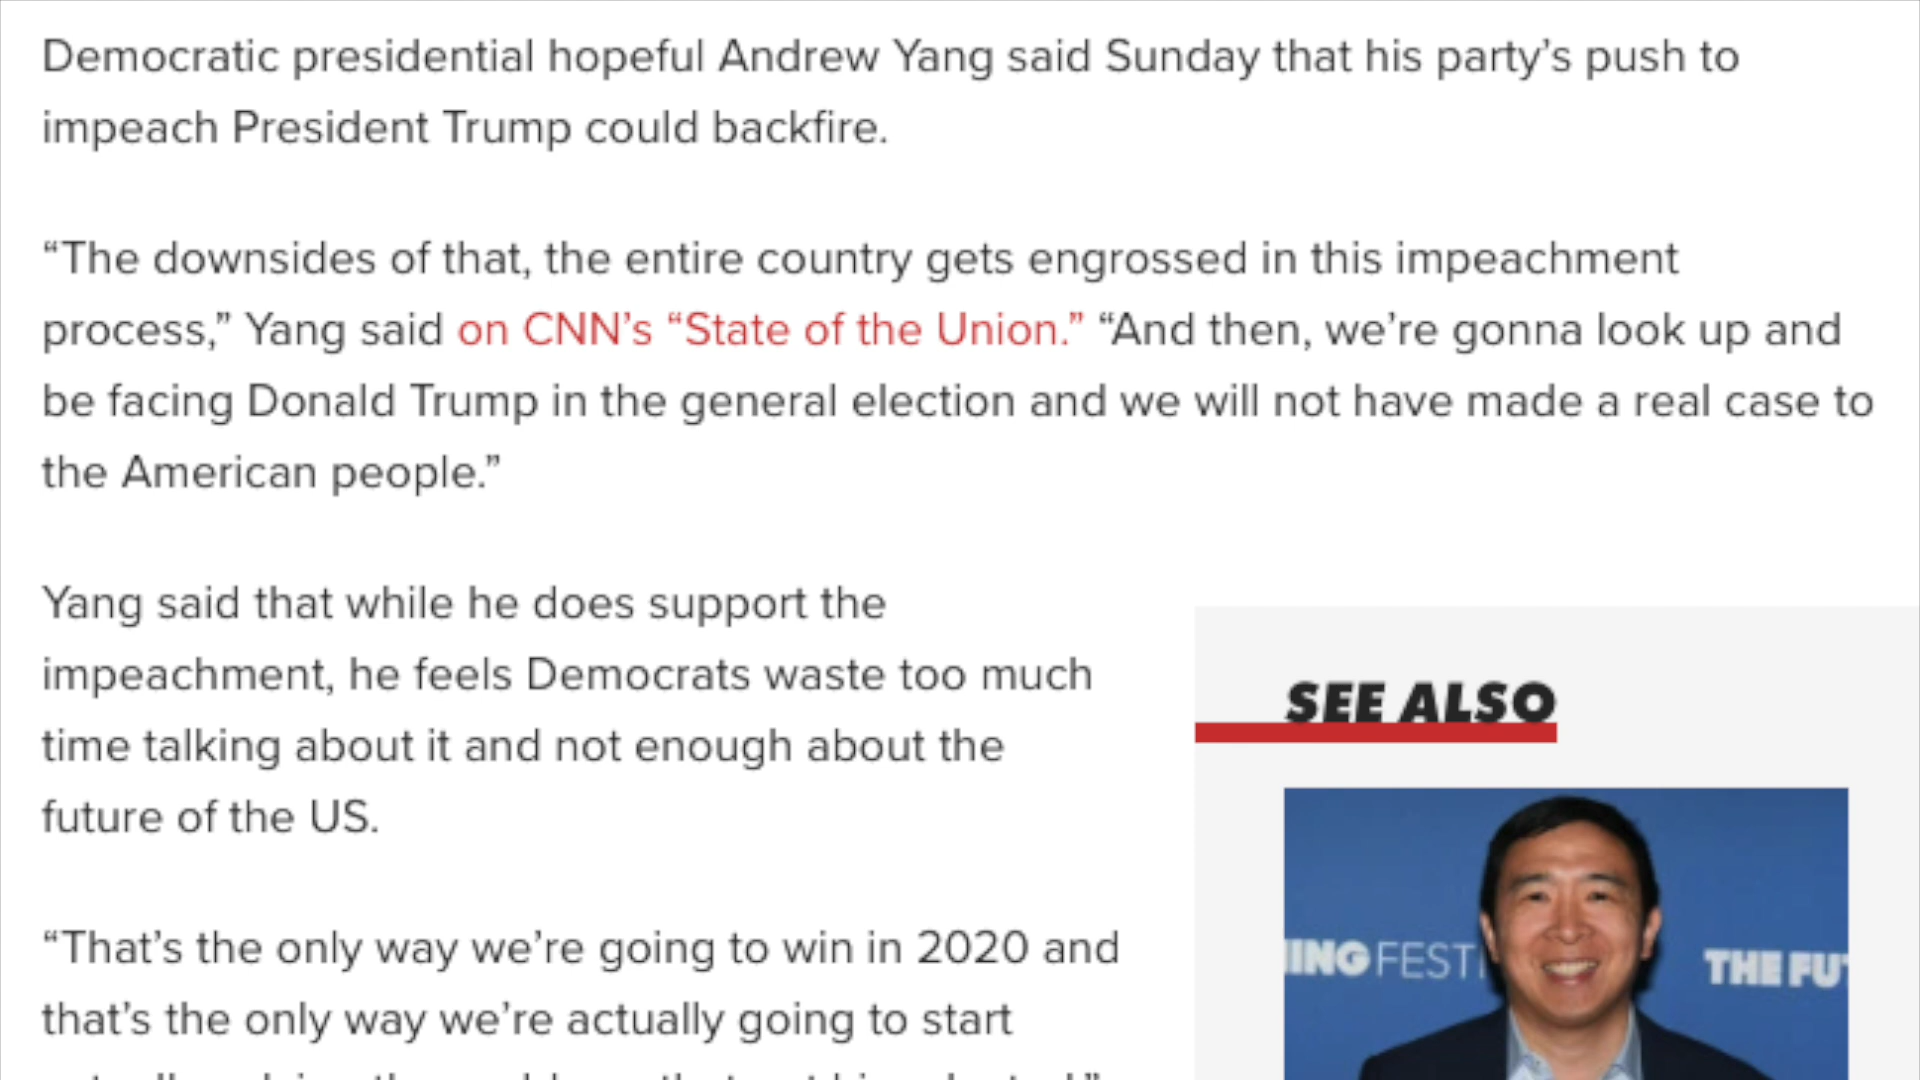 Democratic presidential hopeful Andrew Yang said Sunday that his party’s push to
impeach President Trump could backfire.
“The downsides of that, the entire country gets engrossed in this impeachment
process,” Yang said on CNN’s “State of the Union.” “And then, we’re gonna look up and
be facing Donald Trump in the general election and we will not have made a real case to
the American people.”
Yang said that while he does support the
impeachment, he feels Democrats waste too much
time talking about it and not enough about the
future of the US.
“That’s the only way we’re going to win in 2020 and
that’s the only way we’re actually going to start
SEE ALSO
ING FESTI
THE FU